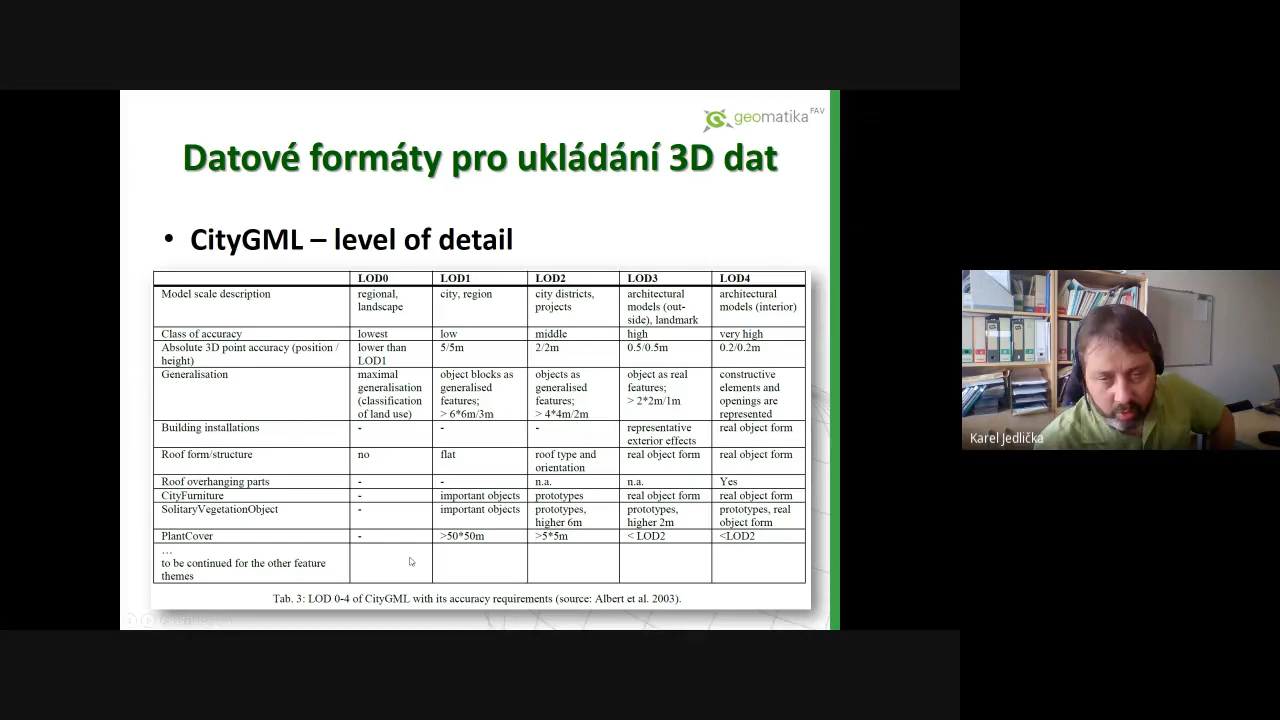 geomatika FAV
Datové formáty pro ukládání 3D dat
• CityGML – level of detail
LOD0 LOD1 LOD2 LOD3 LOD4
Model scale description regional, city, region city districts, architectural architectural
landscape projects models (out- models (interior)
side), landmark
Class of accuracy lowest low middle high very high
Absolute 3D point accuracy (position / lower than 5/5m 2/2m 0.5/0.5m 0.2/0.2m
height) LOD1
Generalisation maximal object blocks as objects as object as real constructive
generalisation generalised generalised features; elements and
(classification features; features; > 2*2m/1m openings are
of land use) > 6*6m/3m > 4*4m/2m represented
Building installations - - - representative real object form
exterior effects
Roof form/structure no flat roof type and real object form real object form
orientation
Roof overhanging parts - - n.a. n.a. Yes
CityFurniture - important objects prototypes real object form real object form
SolitaryVegetationObject - important objects prototypes, prototypes, prototypes, real
higher 6m higher 2m object form
PlantCover - >50*50m >5*5m < LOD2 <LOD2
…
to be continued for the other feature
themes
Tab. 3: LOD 0-4 of CityGML with its accuracy requirements (source: Albert et al. 2003).
Karel Jedlička